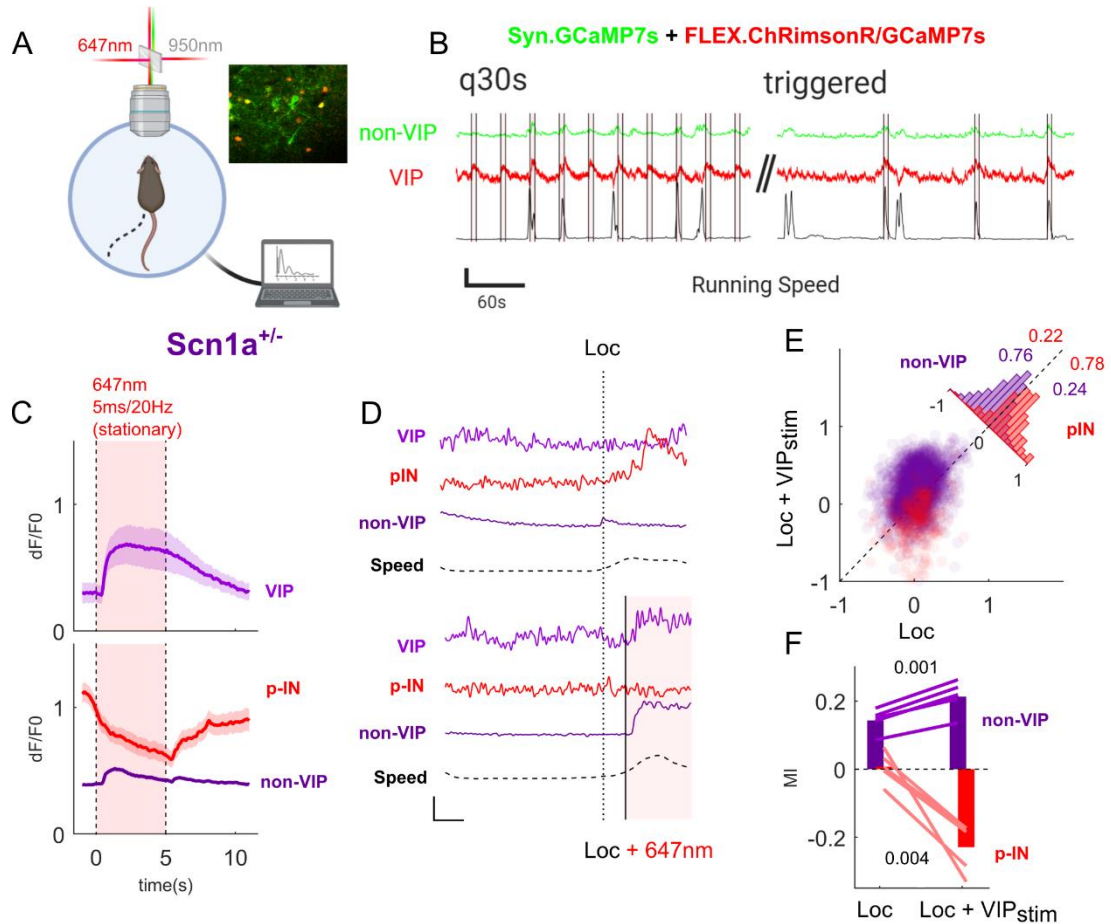 A
647nm
950nm
B
Syn.GCaMP7s + FLEX.ChRimsonR/GCaMP7s
q30s
triggered
non-VIP
VIP
60s
Running Speed
Scn1a+/-
C
647nm
5ms/20Hz
(stationary)
dF/F0
1
0
VIP
dF/F0
1
0
p-IN
non-VIP
0
5
10
time(s)
D
Loc
VIP
pIN
non-VIP
Speed
VIP
p-IN
non-VIP
Speed
Loc + 647nm
E
non-VIP
0.22
0.76
0.78
0.24
pIN
-1
0
1
Loc + VIPstim
1
0
-1
-1
0
1
Loc
F
MI
0.2
0
-0.2
0.001
non-VIP
0.004
p-IN
Loc
Loc + VIPstim